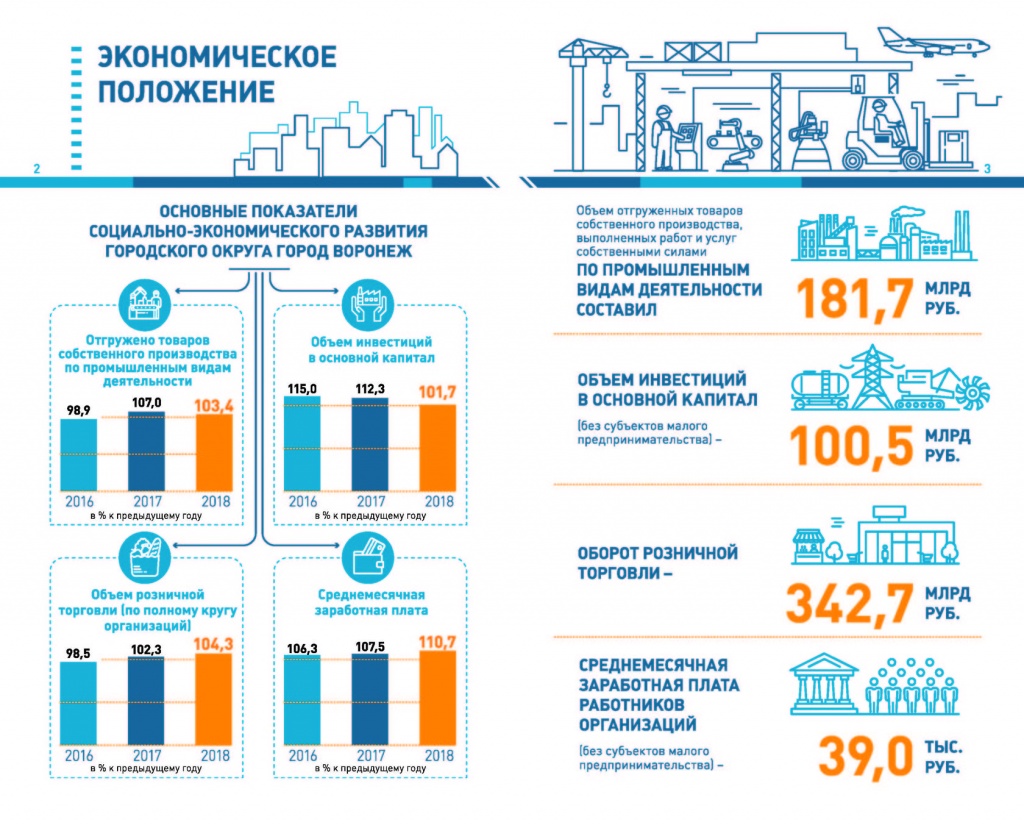 ЭКОНОМИЧЕСКОЕ
ПОЛОЖЕНИЕ
2
ОСНОВНЫЕ ПОКАЗАТЕЛИ
СОЦИАЛЬНО-ЭКОНОМИЧЕСКОГО РАЗВИТИЯ
ГОРОДСКОГО ОКРУГА ГОРОД ВОРОНЕЖ
Отгружено товаров
собственного производства
по промышленным видам
деятельности
98,9
107,0
103,4
2016 2017 2018
в % к предыдущему году
Объем инвестиций
в основной капитал
115,0
112,3
101,7
2016 2017 2018
в % к предыдущему году
Объем розничной
торговли (по полному кругу
организаций)
98,5
102,3
104,3
2016 2017 2018
в % к предыдущему году
Среднемесячная
заработная плата
106,3
107,5
110,7
2016 2017 2018
в % к предыдущему году
3
Объем отгруженных товаров
собственного производства,
выполненных работ и услуг
собственными силами
ПО ПРОМЫШЛЕННЫМ
ВИДАМ ДЕЯТЕЛЬНОСТИ
СОСТАВИЛ
181,7 МЛРД
РУБ.
ОБЪЕМ ИНВЕСТИЦИЙ
В ОСНОВНОЙ КАПИТАЛ
(без субъектов малого
предпринимательства) –
100,5 МЛРД
РУБ.
ОБОРОТ РОЗНИЧНОЙ
ТОРГОВЛИ –
342,7 МЛРД
РУБ.
СРЕДНЕМЕСЯЧНАЯ
ЗАРАБОТНАЯ ПЛАТА
РАБОТНИКОВ
ОРГАНИЗАЦИЙ
(без субъектов малого
предпринимательства) –
39,0 ТЫС.
РУБ.